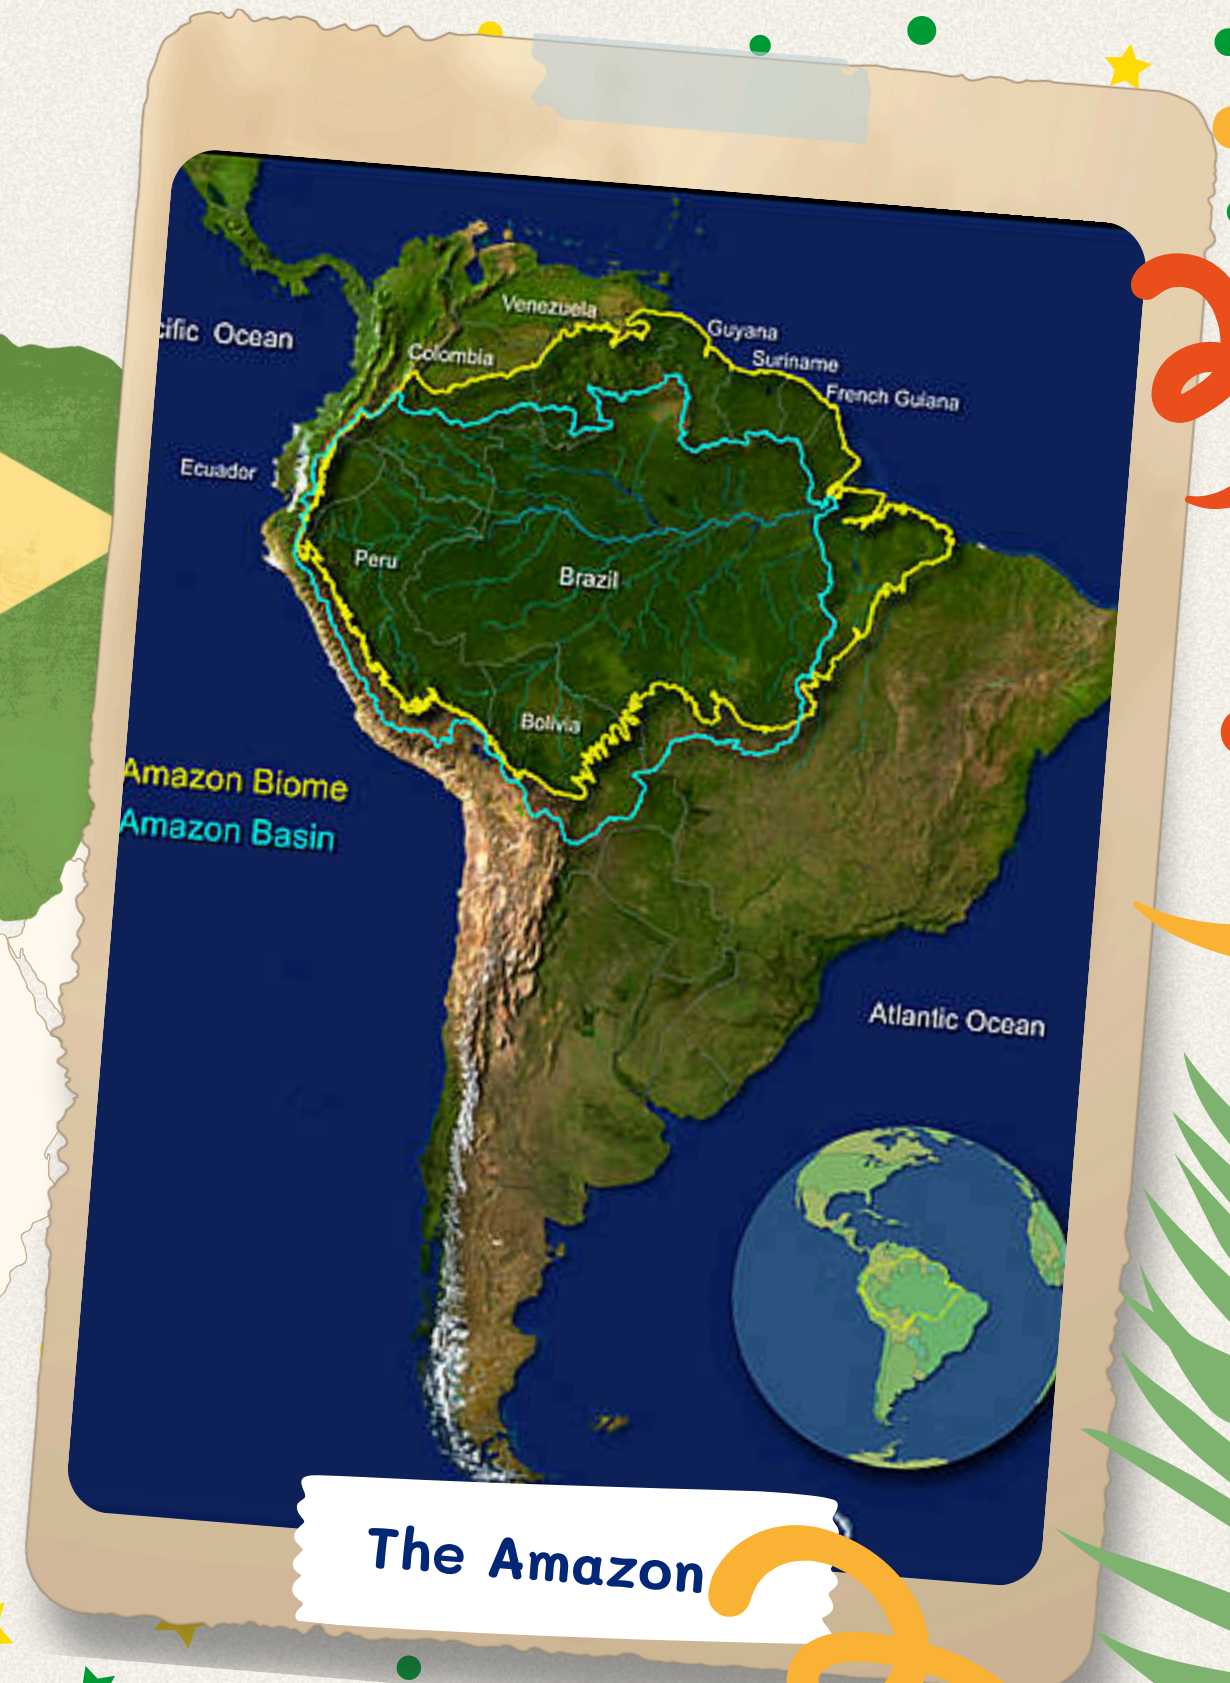 Venezuela
Guyana
cific Ocean
Colombia
Suriname
French Guiana
Ecuador
Peru
Brazil
Bolivia
Amazon Biome
Amazon Basin
Atlantic Ocean
The Amazon